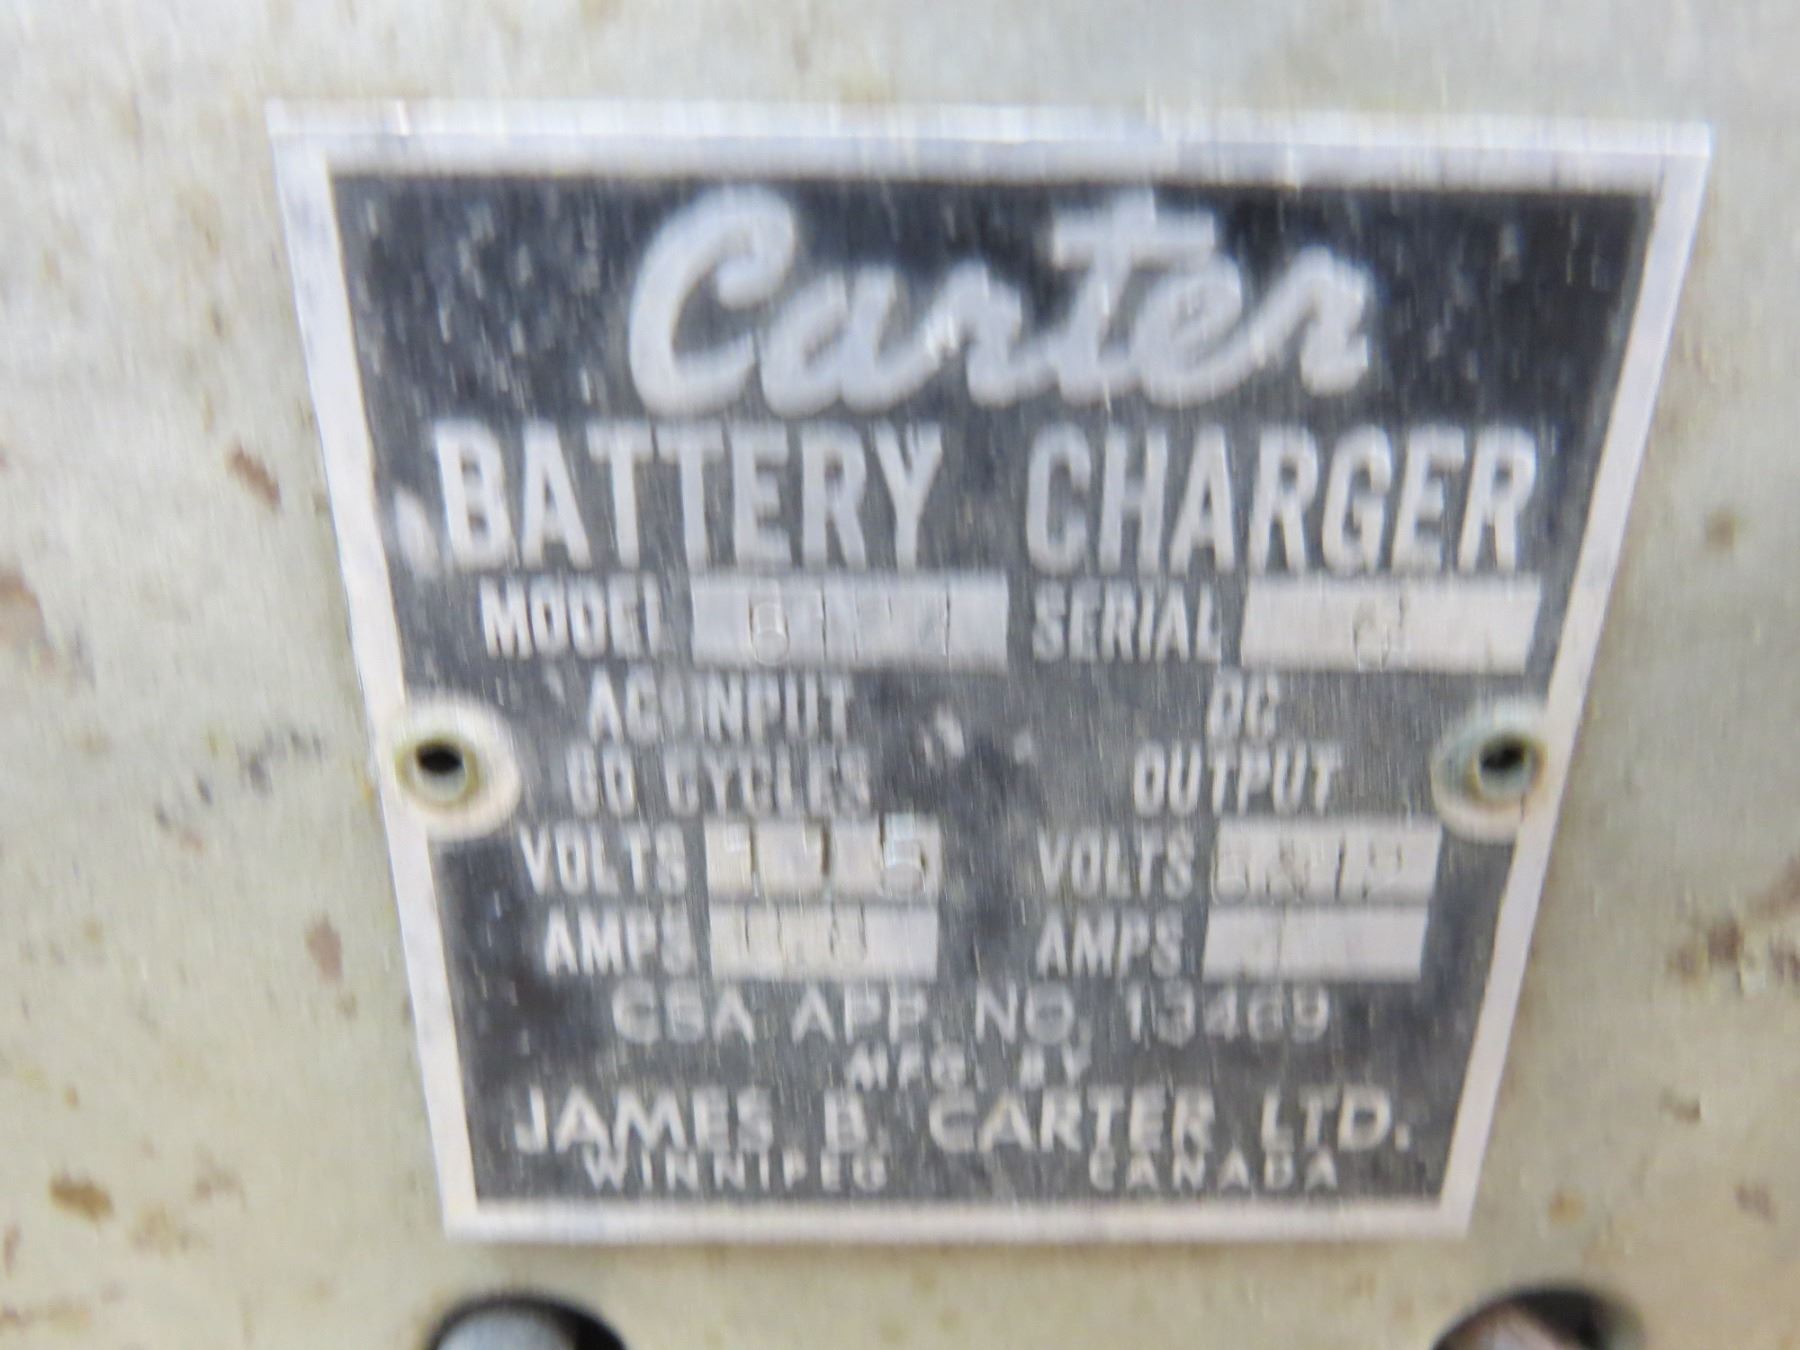 Carter
BATTERY CHARGER
MODEL SERIAL
AC INPUT DC
60 CYCLES OUTPUT
VOLTS 115 VOLTS
AMPS AMPS
CSA APP. NO. 13469
MFG. BY
JAMES B. CARTER LTD.
WINNIPEG CANADA